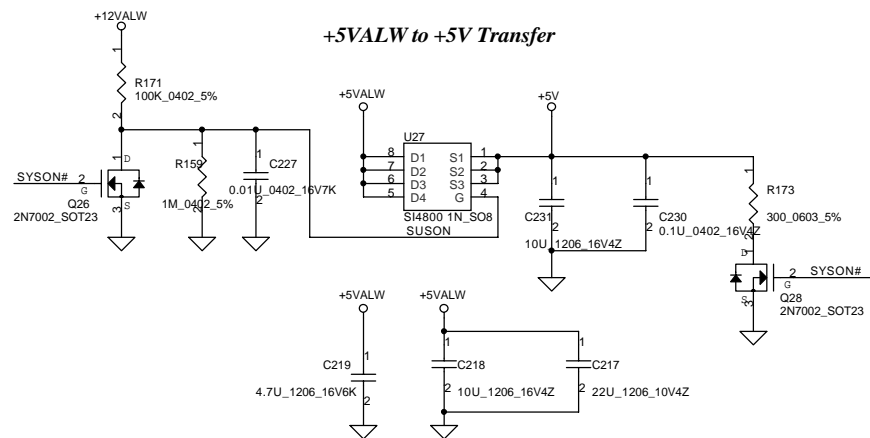 +5VALW to +5V Transfer
+12VALW
1
R171
100K_0402_5%
2
1
D
SYSON#
2
G
Q26
2N7002_SOT23
3
S
1
R159
1M_0402_5%
2
1
C227
0.01U_0402_16V7K
2
+5VALW
U27
8
D1
S1
1
7
D2
S2
2
6
D3
S3
3
5
D4
G
4
SI4800 1N_SO8
SUSON
+5V
1
C231
2
10U_1206_16V4Z
1
C230
0.1U_0402_16V4Z
2
1
R173
300_0603_5%
2
1
D
2
SYSON#
G
S
3
Q28
2N7002_SOT23
+5VALW
1
C219
4.7U_1206_16V6K
2
+5VALW
1
C218
2
10U_1206_16V4Z
1
C217
2
22U_1206_10V4Z